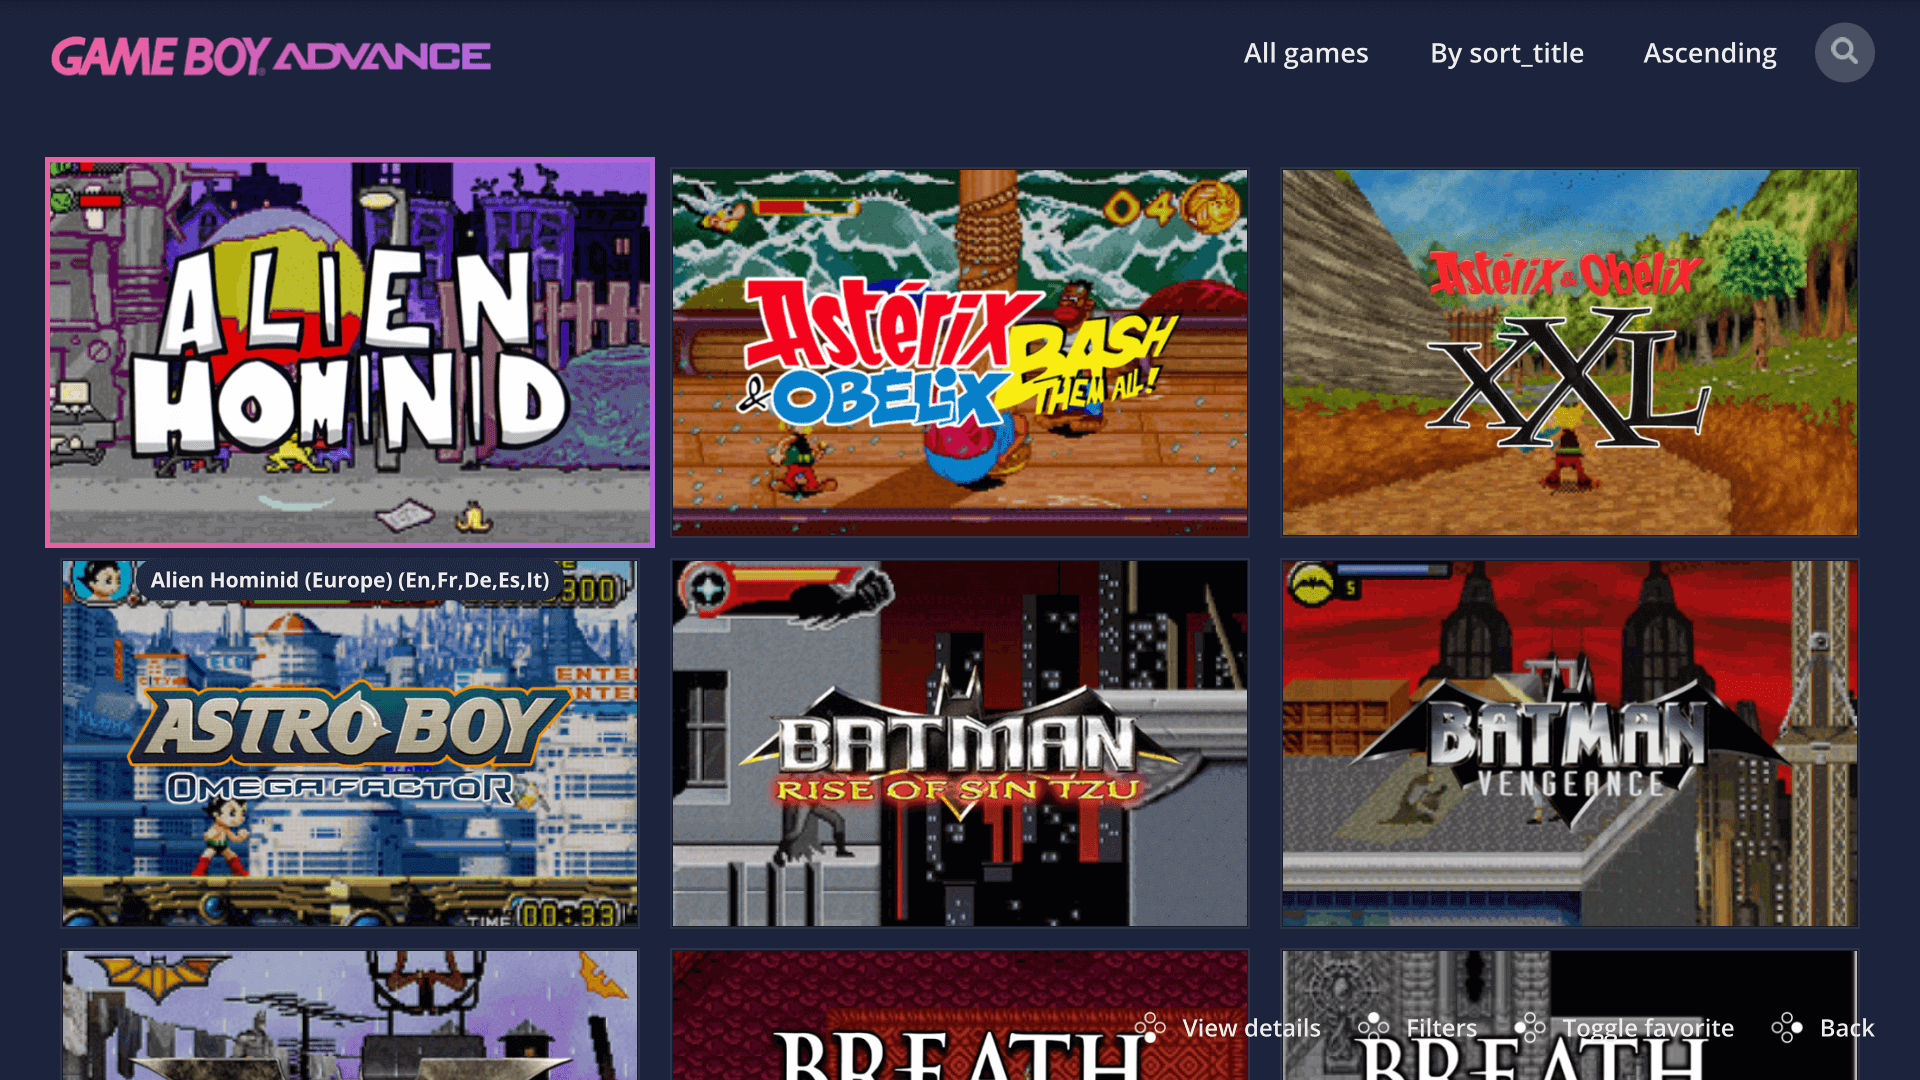 GAME BOY ADVANCE
All games
By sort_title
Ascending
ALIEN
HOMINID
04
Astérix
& OBÉLIX
BASH
THEM ALL!
Astérix & Obélix
XXL
Alien Hominid (Europe) (En,Fr,De,Es,It)
ENTER
ASTRO BOY
OMEGA FACTOR
TIME 00:33
BATMAN
RISE OF SIN TZU
5
BATMAN
VENGEANCE
BREATH
BREATH
View details
Filters
Toggle favorite
Back